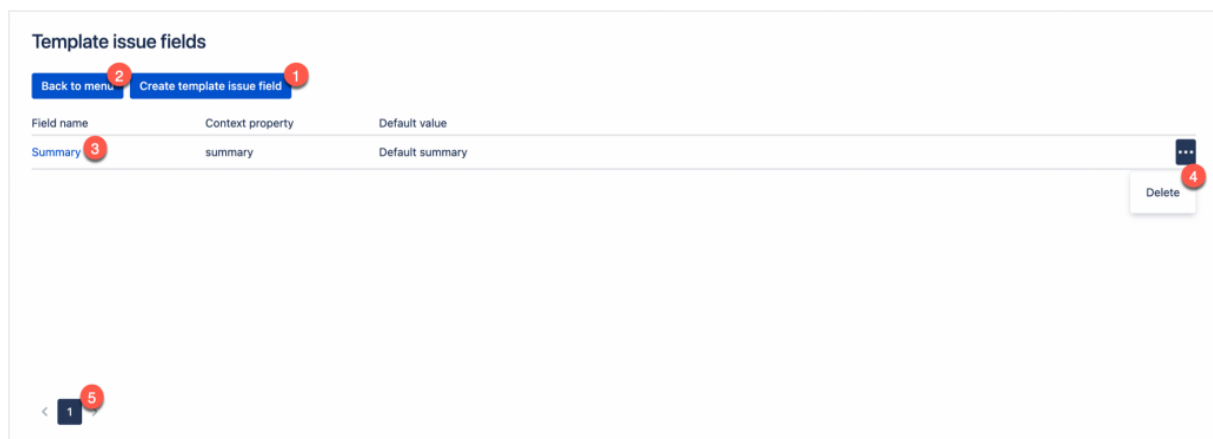 Template issue fields
Back to menu 2 Create template issue field 1
Field name Context property Default value
Summary 3 summary Default summary ...
4
Delete
5
< 1 >